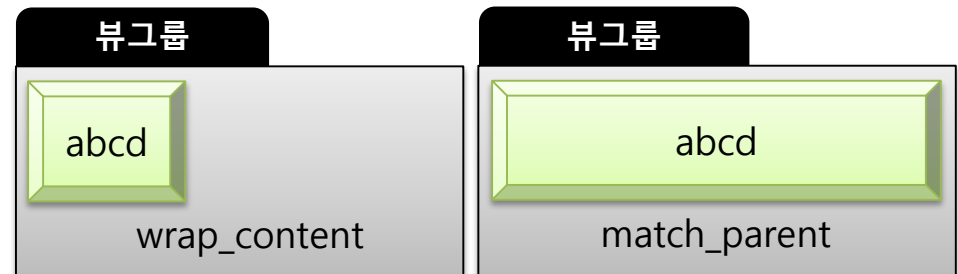 뷰그룹
abcd
wrap_content
뷰그룹
abcd
match_parent